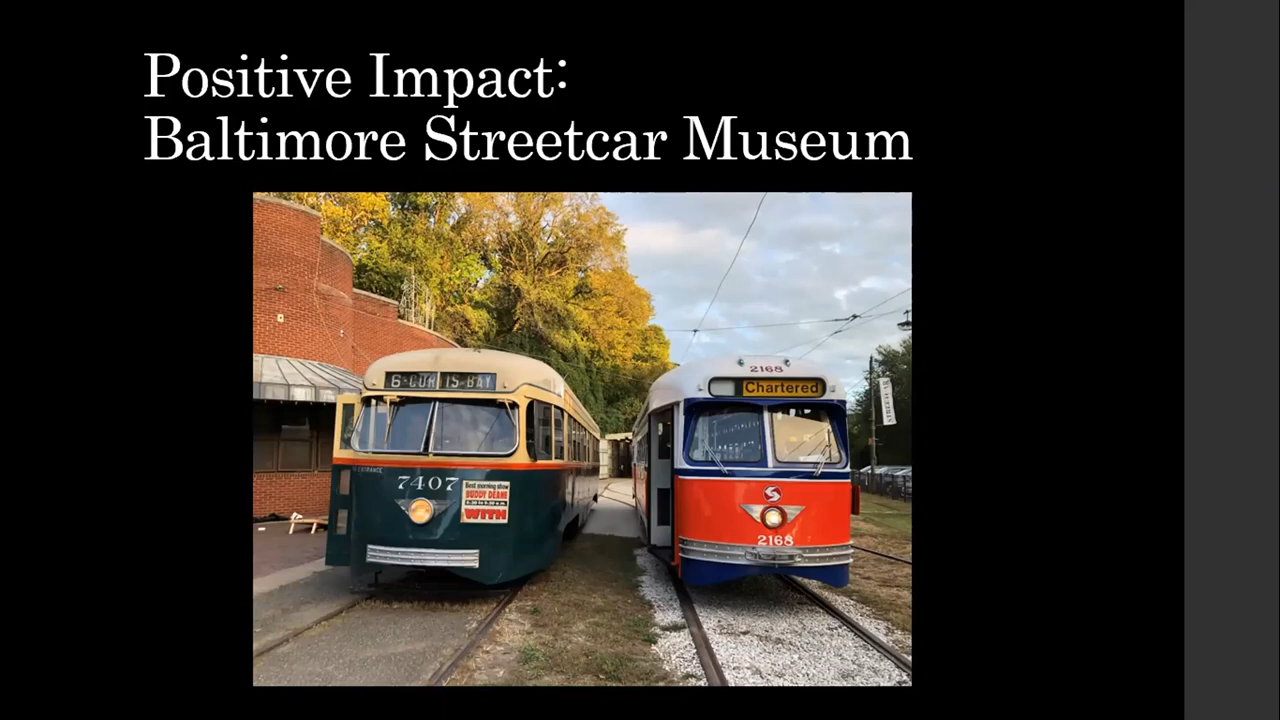 Positive Impact:
Baltimore Streetcar Museum
6-CURTIS-BAY
7407
Best morning show
BUDDY DEANE
WITH
2168
Chartered
2168